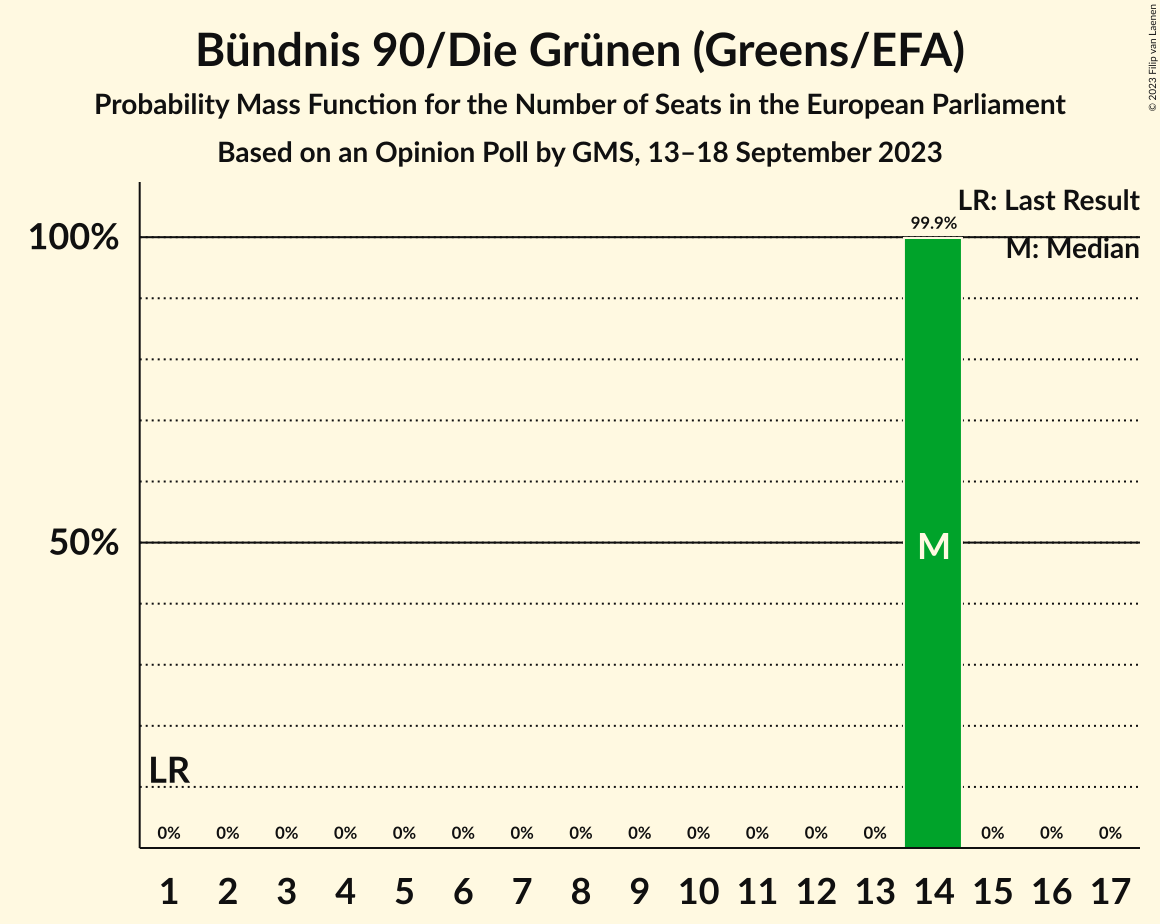 Bündnis 90/Die Grünen (Greens/EFA)
Probability Mass Function for the Number of Seats in the European Parliament
Based on an Opinion Poll by GMS, 13–18 September 2023
© 2023 Filip van Laenen
LR: Last Result
M: Median
100%
50%
99.9%
M
LR
0% 0% 0% 0% 0% 0% 0% 0% 0% 0% 0% 0% 0% 0% 0% 0%
1 2 3 4 5 6 7 8 9 10 11 12 13 14 15 16 17